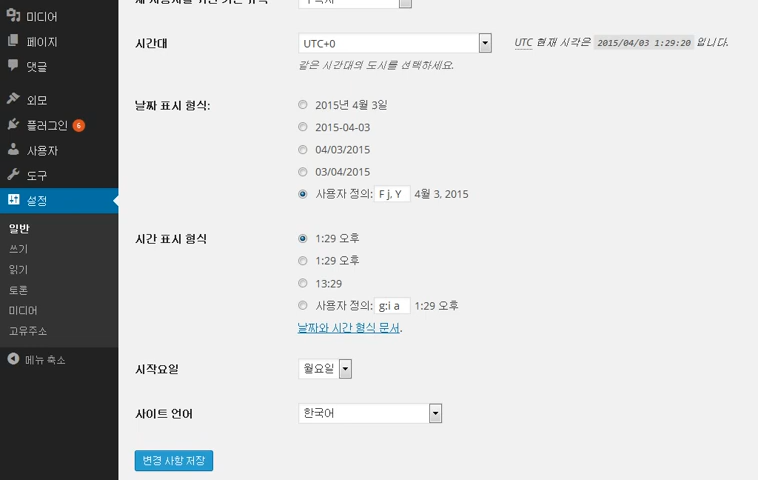 미디어
페이지
댓글
외모
플러그인 6
사용자
도구
설정
일반
쓰기
읽기
토론
미디어
고유주소
메뉴 축소
시간대
UTC+0
UTC 현재 시각은 2015/04/03 1:29:20 입니다.
같은 시간대의 도시를 선택하세요.
날짜 표시 형식:
2015년 4월 3일
2015-04-03
04/03/2015
03/04/2015
사용자 정의: F j, Y 4월 3, 2015
시간 표시 형식
1:29 오후
1:29 오후
13:29
사용자 정의: g:i a 1:29 오후
날짜와 시간 형식 문서.
시작요일
월요일
사이트 언어
한국어
변경 사항 저장